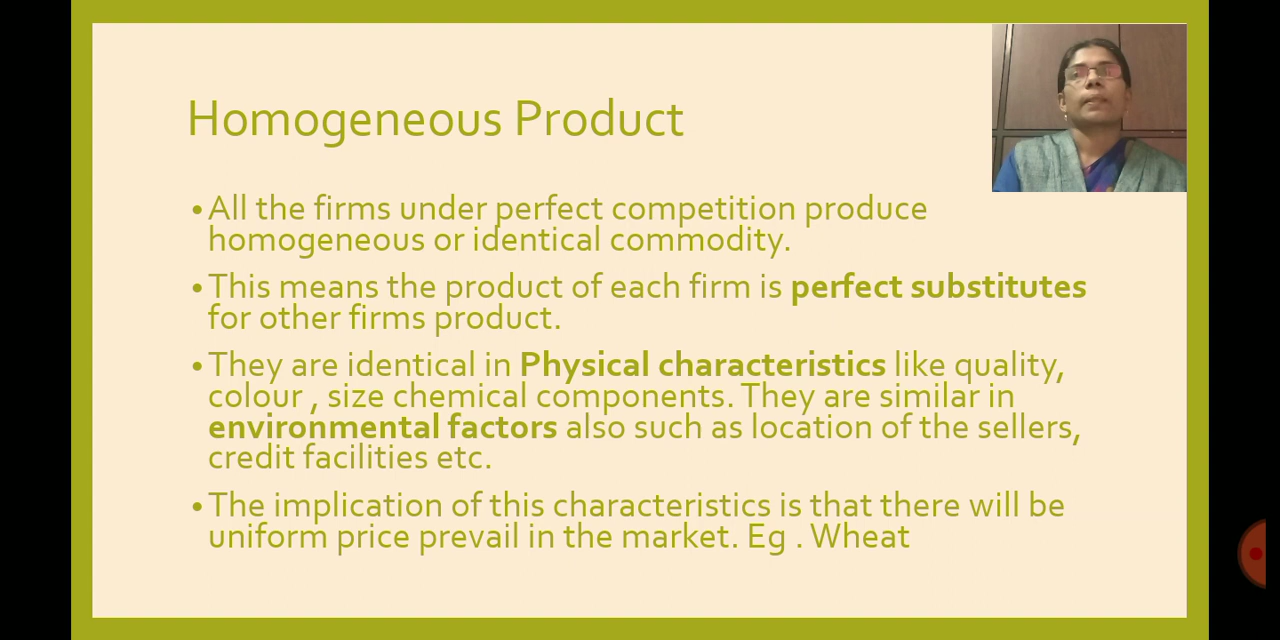 Homogeneous Product
•All the firms under perfect competition produce
homogeneous or identical commodity.
•This means the product of each firm is perfect substitutes
for other firms product.
•They are identical in Physical characteristics like quality,
colour , size chemical components. They are similar in
environmental factors also such as location of the sellers,
credit facilities etc.
•The implication of this characteristics is that there will be
uniform price prevail in the market. Eg . Wheat